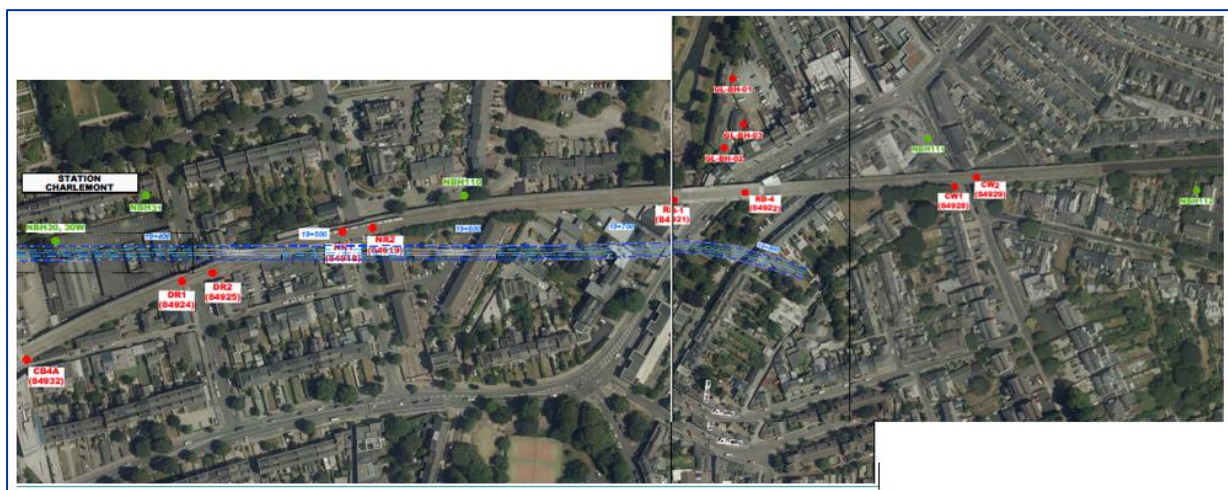 GL-BH-01
GL-BH-03
GL-BH-02
NBH111
STATION
CHARLEMONT
NBH31
NBH110
CW2
(84929)
CW1
(84928)
NBH112
RB-4
(84922)
RB-1
(84921)
NBH30, 30W
19+400
19+500
NR2
(84919)
(84918)
19+600
19+700
DR2
(84925)
DR1
(84924)
CB4A
(84932)